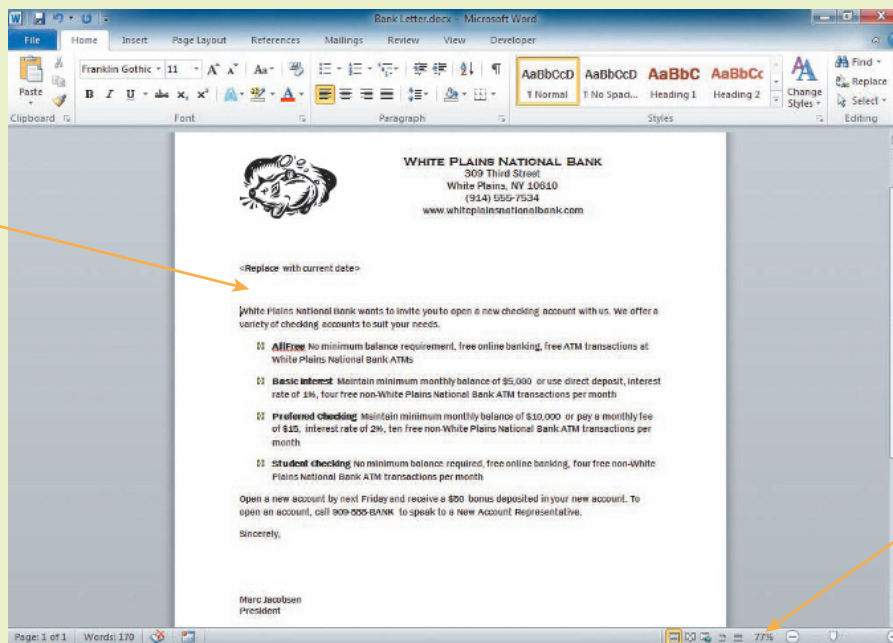 Bank Letter.docx - Microsoft Word
File Home Insert Page Layout References Mailings Review View Developer
Paste
Franklin Gothic 11 A A Aa
B I U abc x, x² A ab A
AaBbCcD AaBbCcD AaBbC AaBbCc
¶ Normal ¶ No Spaci... Heading 1 Heading 2
Change Styles
Find
Replace
Select
Clipboard Font Paragraph Styles Editing
WHITE PLAINS NATIONAL BANK
309 Third Street
White Plains, NY 10610
(914) 555-7534
www.whiteplainsnationalbank.com
<Replace with current date>
White Plains National Bank wants to invite you to open a new checking account with us. We offer a
variety of checking accounts to suit your needs.
AllFree No minimum balance requirement, free online banking, free ATM transactions at
White Plains National Bank ATMs
Basic Interest Maintain minimum monthly balance of $5,000 or use direct deposit, interest
rate of 1%, four free non-White Plains National Bank ATM transactions per month
Preferred Checking Maintain minimum monthly balance of $10,000 or pay a monthly fee
of $15, interest rate of 2%, ten free non-White Plains National Bank ATM transactions per
month
Student Checking No minimum balance required, free online banking, four free non-White
Plains National Bank ATM transactions per month
Open a new account by next Friday and receive a $50 bonus deposited in your new account. To
open an account, call 909-555-BANK to speak to a New Account Representative.
Sincerely,
Marc Jacobsen
President
Page: 1 of 1 Words: 170 77%